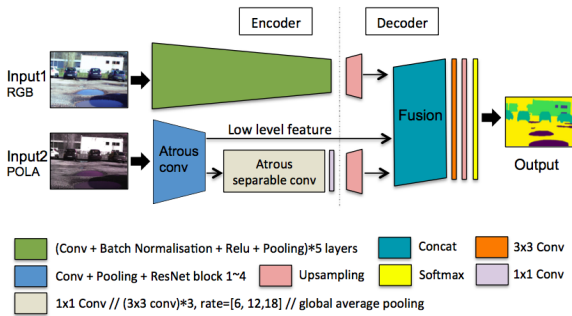 Encoder
Decoder
Input1
RGB
Input2
POLA
Atrous
conv
Low level feature
Atrous
separable conv
Fusion
Output
(Conv + Batch Normalisation + Relu + Pooling)*5 layers
Concat
3x3 Conv
Conv + Pooling + ResNet block 1~4
Upsampling
Softmax
1x1 Conv
1x1 Conv // (3x3 conv)*3, rate=[6, 12,18] // global average pooling